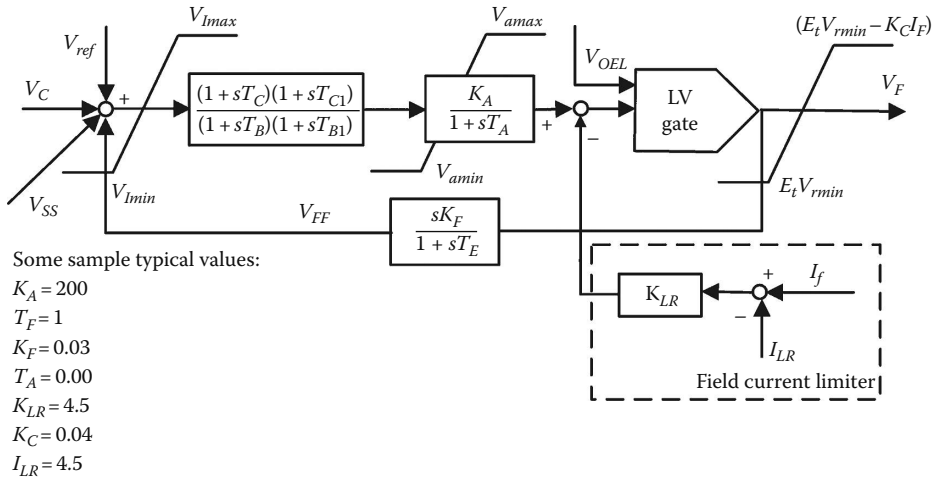 V_Imax
V_amax
(E_tV_rmin − K_CI_F)
V_ref
V_OEL
V_C
+
(1 + sT_C)(1 + sT_C1)
(1 + sT_B)(1 + sT_B1)
K_A
1 + sT_A
+
−
LV
gate
V_F
V_SS
V_Imin
V_amin
E_tV_rmin
V_FF
sK_F
1 + sT_E
Some sample typical values:
K_A = 200
T_F = 1
K_F = 0.03
T_A = 0.00
K_LR = 4.5
K_C = 0.04
I_LR = 4.5
K_LR
+
−
I_f
I_LR
Field current limiter